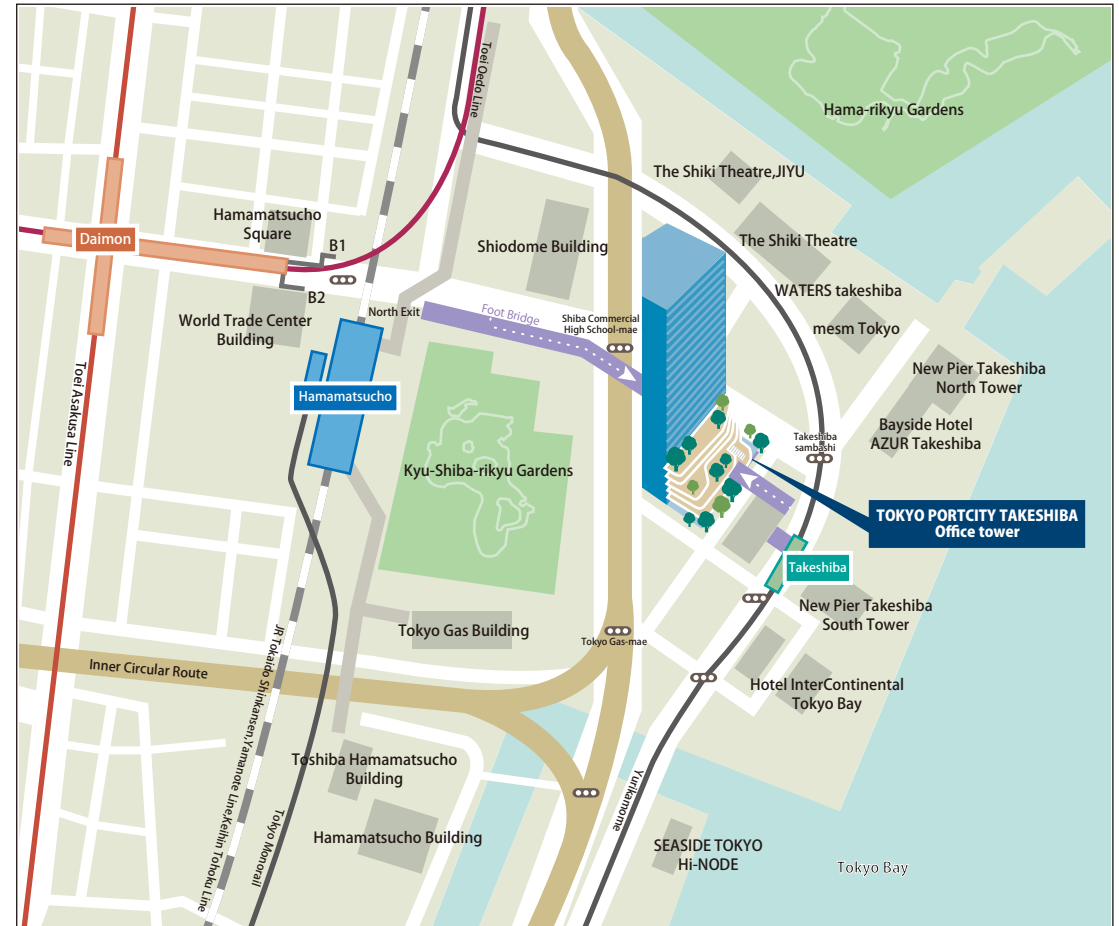 Toei Oedo Line
Hama-rikyu Gardens
The Shiki Theatre,JIYU
Hamamatsucho
Square
B1
Daimon
Shiodome Building
The Shiki Theatre
B2
WATERS takeshiba
North Exit
Foot Bridge
World Trade Center
Building
Shiba Commercial
High School-mae
mesm Tokyo
New Pier Takeshiba
North Tower
Hamamatsucho
Toei Asakusa Line
Bayside Hotel
AZUR Takeshiba
Takeshiba
sambashi
Kyu-Shiba-rikyu Gardens
TOKYO PORTCITY TAKESHIBA
Office tower
Takeshiba
New Pier Takeshiba
South Tower
Tokyo Gas Building
Tokyo Gas-mae
Inner Circular Route
Hotel InterContinental
Tokyo Bay
JR Tokaido Shinkansen,Yamanote Line,Keihin Tohoku Line
Toshiba Hamamatsucho
Building
Yurikamome
Tokyo Monorail
Hamamatsucho Building
SEASIDE TOKYO
Hi-NODE
Tokyo Bay